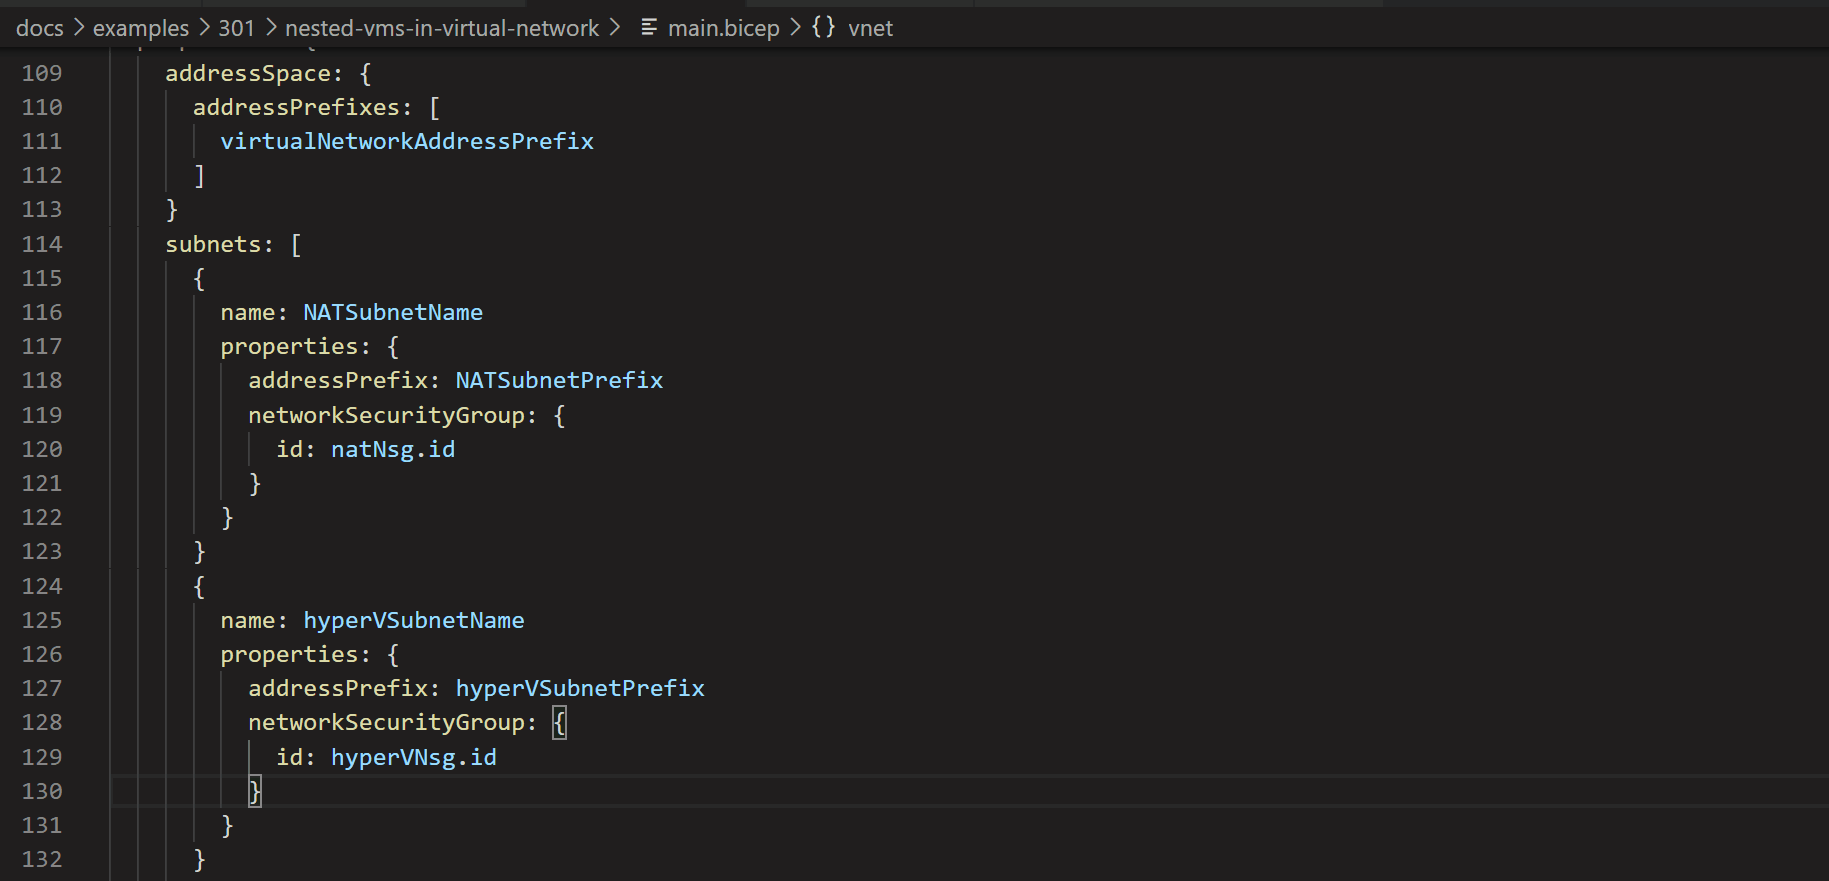 docs > examples > 301 > nested-vms-in-virtual-network > main.bicep > {} vnet
109 addressSpace: {
110 addressPrefixes: [
111 virtualNetworkAddressPrefix
112 ]
113 }
114 subnets: [
115 {
116 name: NATSubnetName
117 properties: {
118 addressPrefix: NATSubnetPrefix
119 networkSecurityGroup: {
120 id: natNsg.id
121 }
122 }
123 }
124 {
125 name: hyperVSubnetName
126 properties: {
127 addressPrefix: hyperVSubnetPrefix
128 networkSecurityGroup: {
129 id: hyperVNsg.id
130 }
131 }
132 }